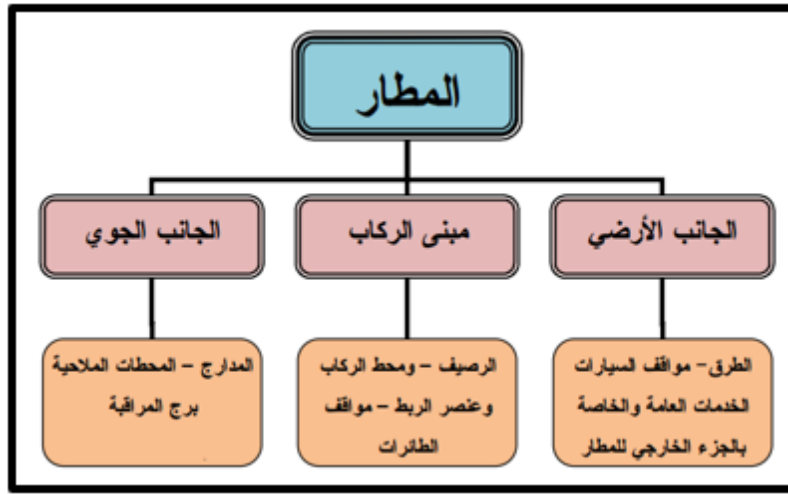 المطار
الجانب الأرضي
مبنى الركاب
الجانب الجوي
الطرق– مواقف السيارات
الخدمات العامة والخاصة
بالجزء الخارجي للمطار
الرصيف – ومحط الركاب
وعنصر الربط – مواقف
الطائرات
المدارج – المحطات الملاحية
برج المراقبة